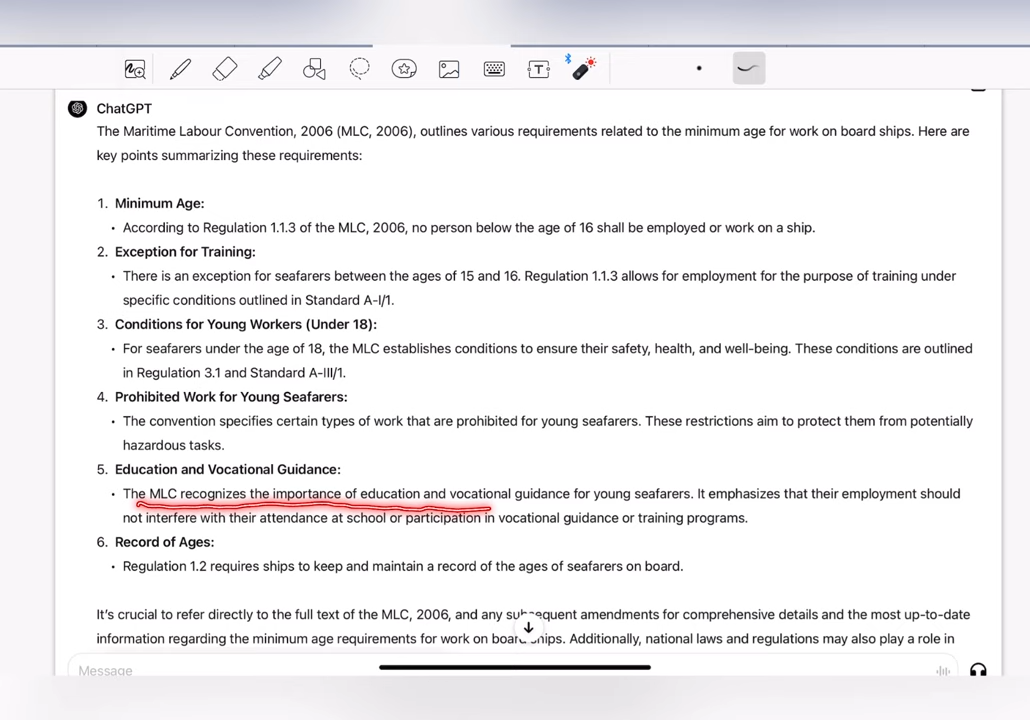 ChatGPT
The Maritime Labour Convention, 2006 (MLC, 2006), outlines various requirements related to the minimum age for work on board ships. Here are
key points summarizing these requirements:
1. Minimum Age:
• According to Regulation 1.1.3 of the MLC, 2006, no person below the age of 16 shall be employed or work on a ship.
2. Exception for Training:
• There is an exception for seafarers between the ages of 15 and 16. Regulation 1.1.3 allows for employment for the purpose of training under
specific conditions outlined in Standard A-I/1.
3. Conditions for Young Workers (Under 18):
• For seafarers under the age of 18, the MLC establishes conditions to ensure their safety, health, and well-being. These conditions are outlined
in Regulation 3.1 and Standard A-III/1.
4. Prohibited Work for Young Seafarers:
• The convention specifies certain types of work that are prohibited for young seafarers. These restrictions aim to protect them from potentially
hazardous tasks.
5. Education and Vocational Guidance:
• The MLC recognizes the importance of education and vocational guidance for young seafarers. It emphasizes that their employment should
not interfere with their attendance at school or participation in vocational guidance or training programs.
6. Record of Ages:
• Regulation 1.2 requires ships to keep and maintain a record of the ages of seafarers on board.
It's crucial to refer directly to the full text of the MLC, 2006, and any subsequent amendments for comprehensive details and the most up-to-date
information regarding the minimum age requirements for work on board ships. Additionally, national laws and regulations may also play a role in
Message